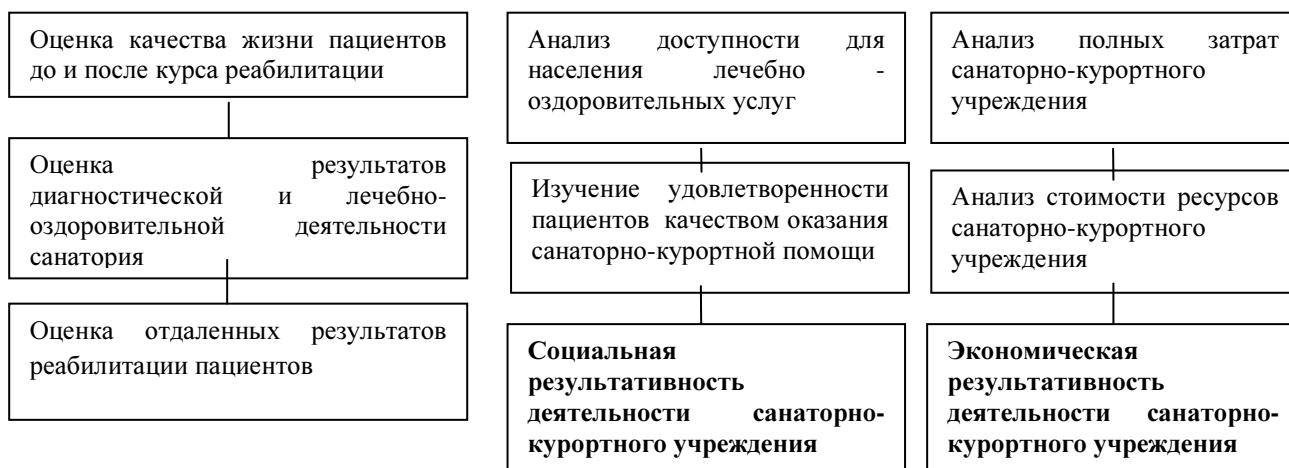 Оценка качества жизни пациентов
до и после курса реабилитации
Оценка результатов
диагностической и лечебно-
оздоровительной деятельности
санатория
Оценка отдаленных результатов
реабилитации пациентов
Анализ доступности для
населения лечебно -
оздоровительных услуг
Изучение удовлетворенности
пациентов качеством оказания
санаторно-курортной помощи
Социальная
результативность
деятельности санаторно-
курортного учреждения
Анализ полных затрат
санаторно-курортного
учреждения
Анализ стоимости ресурсов
санаторно-курортного
учреждения
Экономическая
результативность
деятельности санаторно-
курортного учреждения